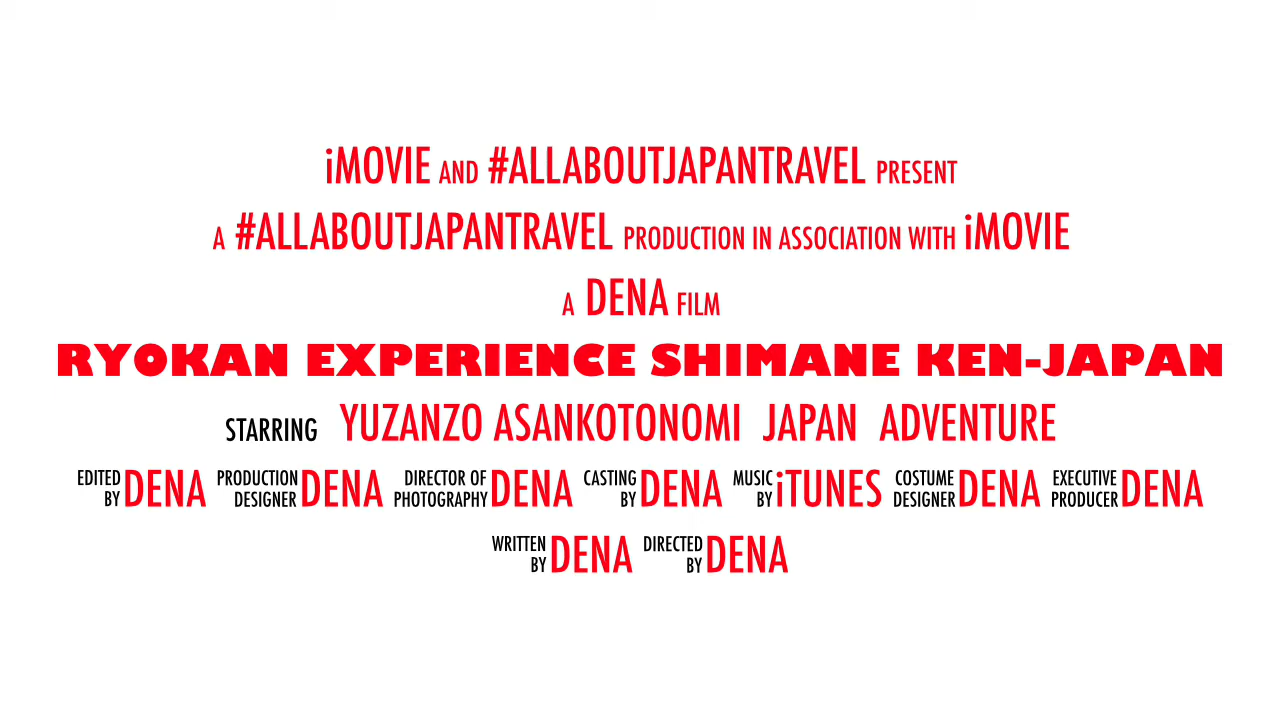 iMOVIE AND #ALLABOUTJAPANTRAVEL PRESENT
A #ALLABOUTJAPANTRAVEL PRODUCTION IN ASSOCIATION WITH iMOVIE
A DENA FILM
RYOKAN EXPERIENCE SHIMANE KEN-JAPAN
STARRING YUZANZO ASANKOTONOMI JAPAN ADVENTURE
EDITED BY DENA PRODUCTION DESIGNER DENA DIRECTOR OF PHOTOGRAPHY DENA CASTING BY DENA MUSIC BY iTUNES COSTUME DESIGNER DENA EXECUTIVE PRODUCER DENA
WRITTEN BY DENA DIRECTED BY DENA